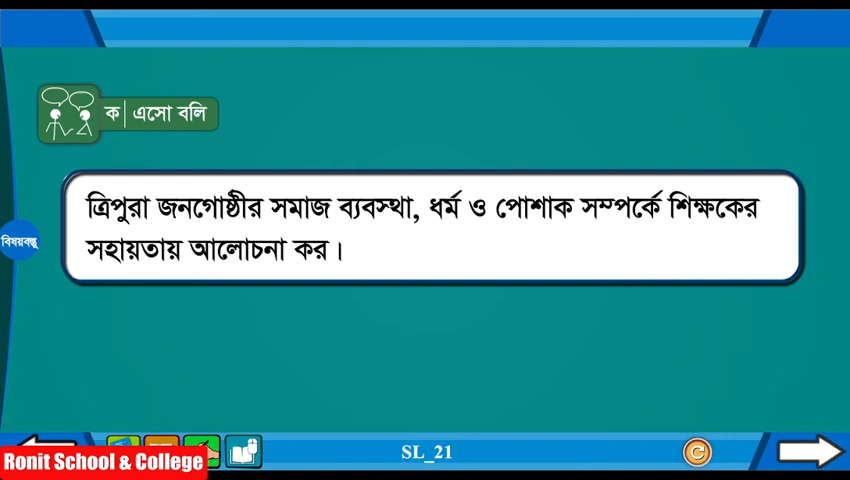 ক এসো বলি
ত্রিপুরা জনগোষ্ঠীর সমাজ ব্যবস্থা, ধর্ম ও পোশাক সম্পর্কে শিক্ষকের
সহায়তায় আলোচনা কর।
বিষয়বস্তু
SL_21
Ronit School & College